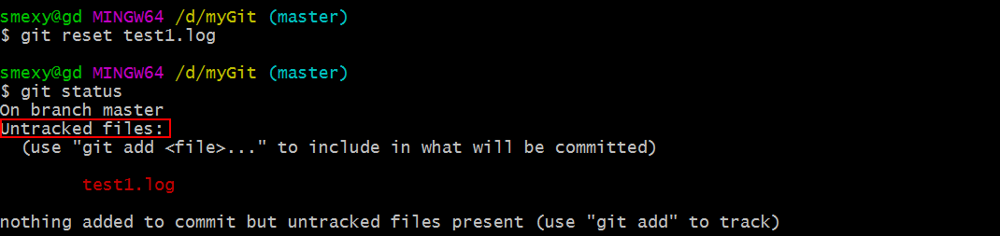 smexy@gd MINGW64 /d/myGit (master)
$ git reset test1.log
smexy@gd MINGW64 /d/myGit (master)
$ git status
On branch master
Untracked files:
(use "git add <file>..." to include in what will be committed)
test1.log
nothing added to commit but untracked files present (use "git add" to track)